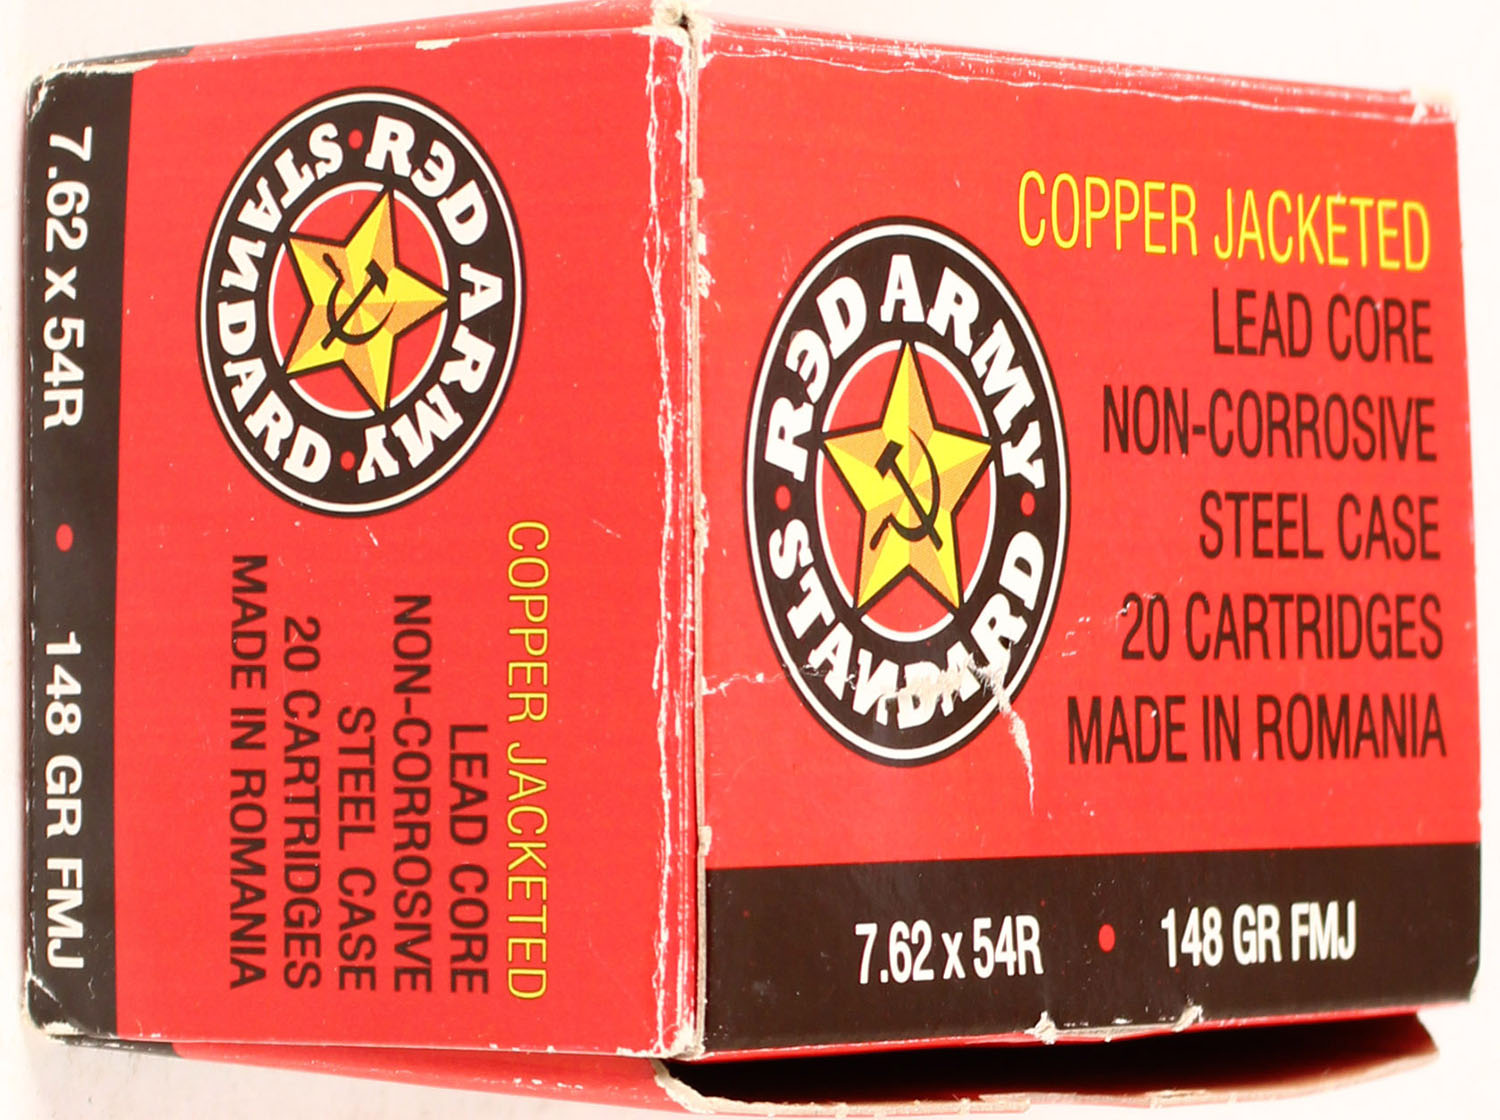 RED ARMY • STANDARD •
COPPER JACKETED
LEAD CORE
NON-CORROSIVE
STEEL CASE
20 CARTRIDGES
MADE IN ROMANIA
7.62 x 54R • 148 GR FMJ
RЭD ARMY • STAИDARD •
COPPER JACKETED
LEAD CORE
NON-CORROSIVE
STEEL CASE
20 CARTRIDGES
MADE IN ROMANIA
7.62 x 54R • 148 GR FMJ